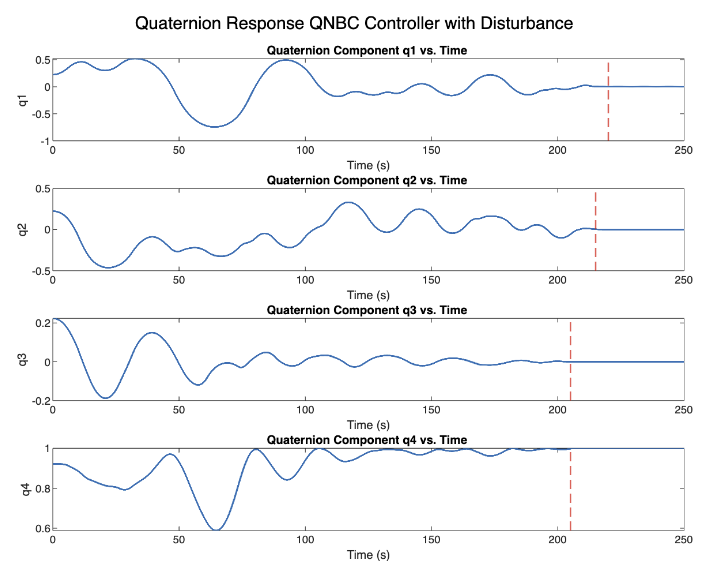 Quaternion Response QNBC Controller with Disturbance
Quaternion Component q1 vs. Time
0.5
0
-0.5
-1
q1
0 50 100 150 200 250
Time (s)
Quaternion Component q2 vs. Time
0.5
0
-0.5
q2
0 50 100 150 200 250
Time (s)
Quaternion Component q3 vs. Time
0.2
0
-0.2
q3
0 50 100 150 200 250
Time (s)
Quaternion Component q4 vs. Time
1
0.8
0.6
q4
0 50 100 150 200 250
Time (s)